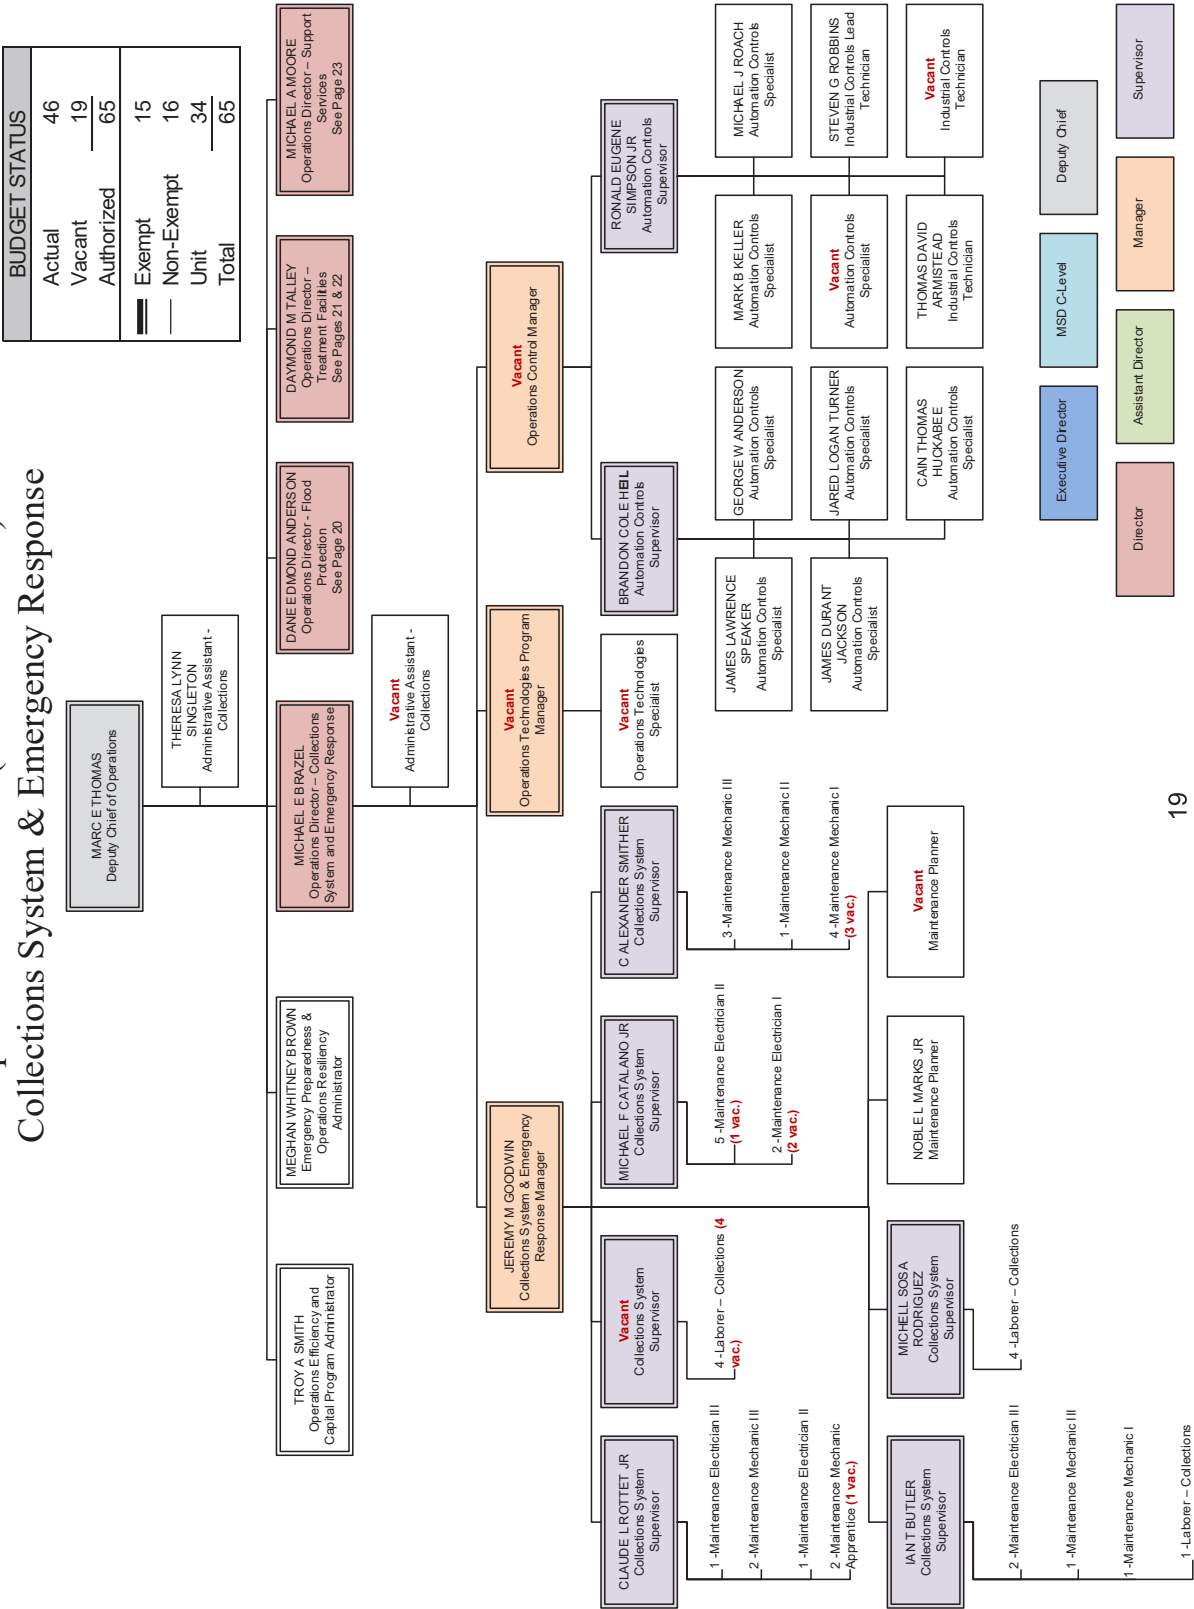 Collections System & Emergency Response
BUDGET STATUS
Actual 46
Vacant 19
Authorized 65
Exempt 15
Non-Exempt 16
Unit 34
Total 65
MARC E THOMAS
Deputy Chief of Operations
THERESA LYNN
SINGLETON
Administrative Assistant -
Collections
TROY A SMITH
Operations Efficiency and
Capital Program Administrator
MEGHAN WHITNEY BROWN
Emergency Preparedness &
Operations Resiliency
Administrator
MICHAEL E BRAZEL
Operations Director – Collections
System and Emergency Response
DANE EDMOND ANDERSON
Operations Director - Flood
Protection
See Page 20
DAYMOND M TALLEY
Operations Director –
Treatment Facilities
See Pages 21 & 22
MICHAEL A MOORE
Operations Director – Support
Services
See Page 23
Vacant
Administrative Assistant -
Collections
JEREMY M GOODWIN
Collections System & Emergency
Response Manager
Vacant
Operations Technologies Program
Manager
Vacant
Operations Control Manager
CLAUDE L ROTTET JR
Collections System
Supervisor
Vacant
Collections System
Supervisor
MICHAEL F CATALANO JR
Collections System
Supervisor
C ALEXANDER SMITHER
Collections System
Supervisor
Vacant
Operations Technologies
Specialist
BRANDON COLE HEIL
Automation Controls
Supervisor
RONALD EUGENE
SIMPSON JR
Automation Controls
Supervisor
1 -Maintenance Electrician III
2 -Maintenance Mechanic III
1 -Maintenance Electrician II
2 -Maintenance Mechanic
Apprentice (1 vac.)
4 -Laborer – Collections (4
vac.)
5 -Maintenance Electrician II
(1 vac.)
2 -Maintenance Electrician I
(2 vac.)
3 -Maintenance Mechanic III
1 -Maintenance Mechanic II
4 -Maintenance Mechanic I
(3 vac.)
JAMES LAWRENCE
SPEAKER
Automation Controls
Specialist
GEORGE W ANDERSON
Automation Controls
Specialist
MARK B KELLER
Automation Controls
Specialist
MICHAEL J ROACH
Automation Controls
Specialist
JAMES DURANT
JACKSON
Automation Controls
Specialist
JARED LOGAN TURNER
Automation Controls
Specialist
Vacant
Automation Controls
Specialist
STEVEN G ROBBINS
Industrial Controls Lead
Technician
CAIN THOMAS
HUCKABEE
Automation Controls
Specialist
THOMAS DAVID
ARMISTEAD
Industrial Controls
Technician
Vacant
Industrial Controls
Technician
IAN T BUTLER
Collections System
Supervisor
MICHELL SOSA
RODRIGUEZ
Collections System
Supervisor
NOBLE L MARKS JR
Maintenance Planner
Vacant
Maintenance Planner
2 -Maintenance Electrician III
1 -Maintenance Mechanic III
1 -Maintenance Mechanic I
1 -Laborer – Collections
4 -Laborer – Collections
Executive Director
MSD C-Level
Deputy Chief
Director
Assistant Director
Manager
Supervisor
19